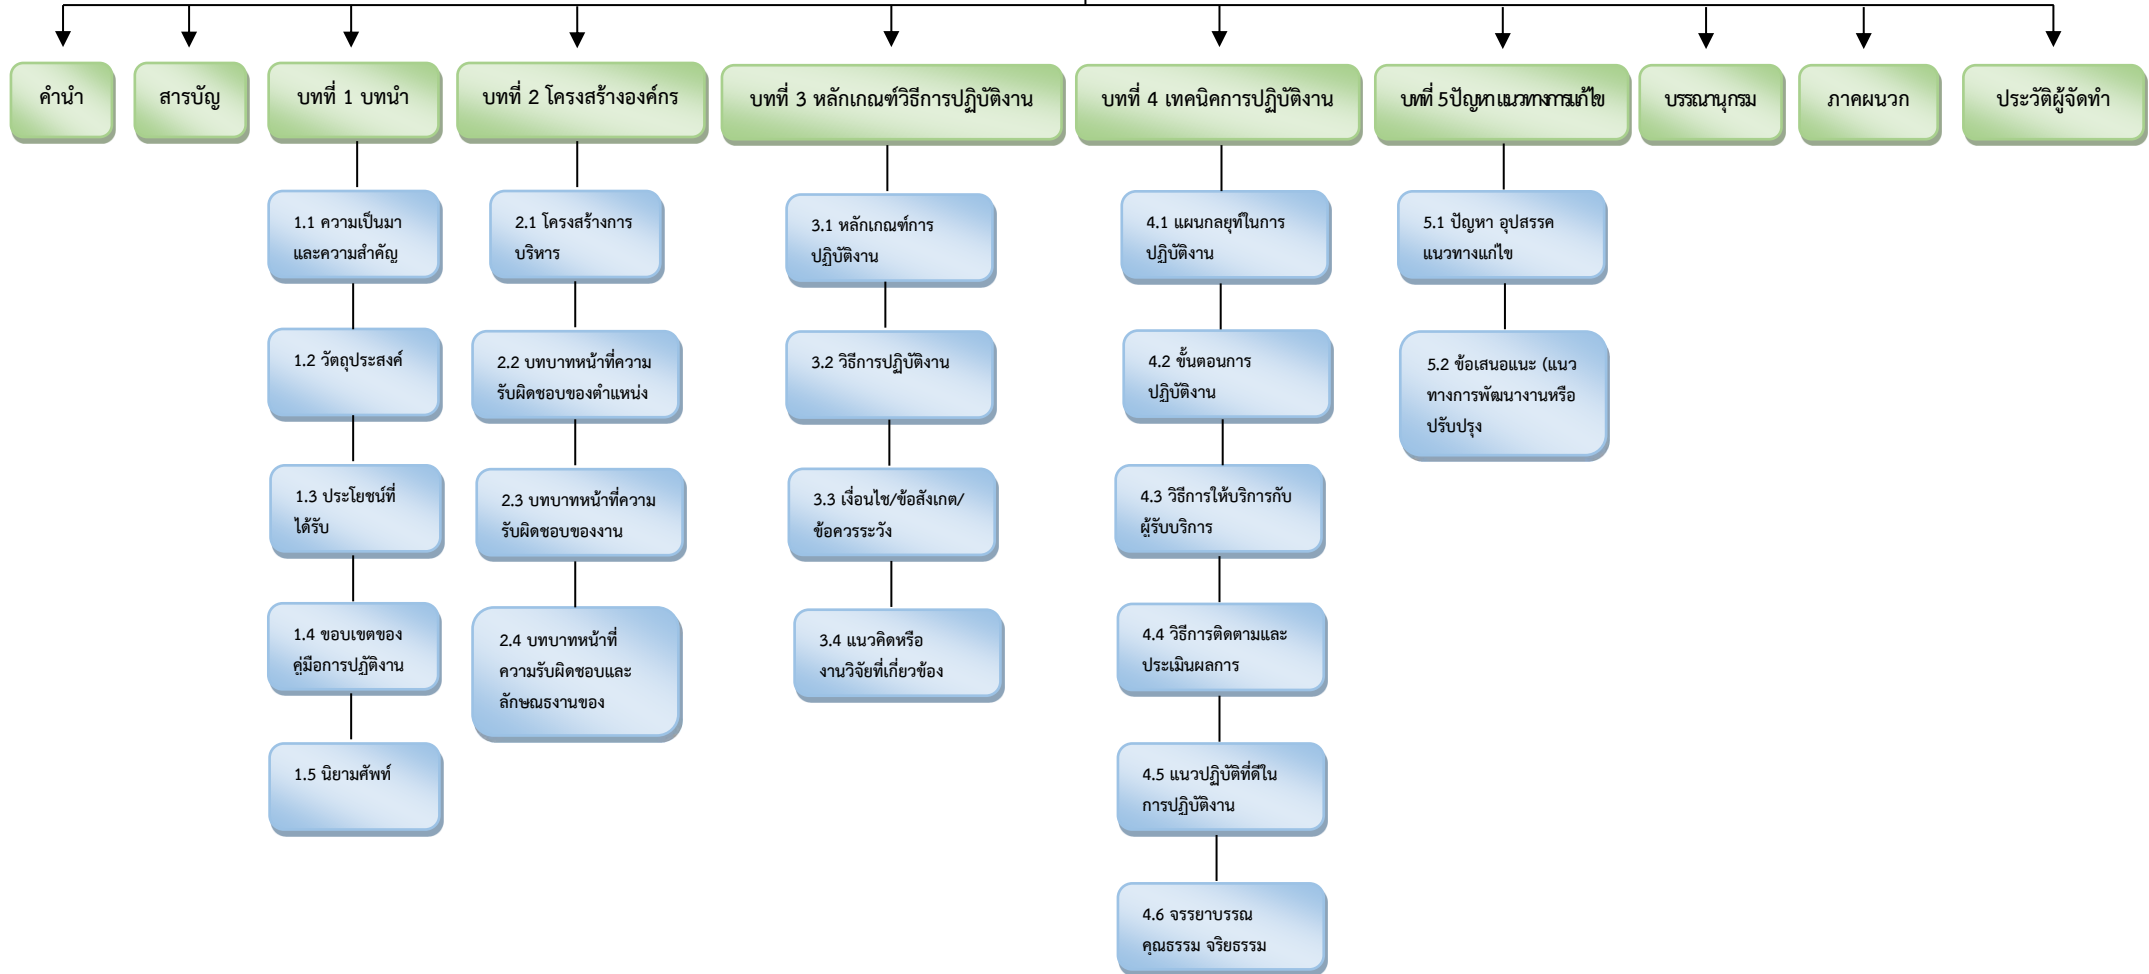 คำนำ
สารบัญ
บทที่ 1 บทนำ
บทที่ 2 โครงสร้างองค์กร
บทที่ 3 หลักเกณฑ์วิธีการปฏิบัติงาน
บทที่ 4 เทคนิคการปฏิบัติงาน
บทที่ 5ปัญหาแนวทางการแก้ไข
บรรณานุกรม
ภาคผนวก
ประวัติผู้จัดทำ
1.1 ความเป็นมา
และความสำคัญ
1.2 วัตถุประสงค์
1.3 ประโยชน์ที่
ได้รับ
1.4 ขอบเขตของ
คู่มือการปฏัติงาน
1.5 นิยามศัพท์
2.1 โครงสร้างการ
บริหาร
2.2 บทบาทหน้าที่ความ
รับผิดชอบของตำแหน่ง
2.3 บทบาทหน้าที่ความ
รับผิดชอบของงาน
2.4 บทบาทหน้าที่
ความรับผิดชอบและ
ลักษณธงานของ
3.1 หลักเกณฑ์การ
ปฏิบัติงาน
3.2 วิธีการปฏิบัติงาน
3.3 เงื่อนไช/ข้อสังเกต/
ข้อควรระวัง
3.4 แนวคิดหรือ
งานวิจัยที่เกี่ยวข้อง
4.1 แผนกลยุท์ในการ
ปฏิบัติงาน
4.2 ขั้นตอนการ
ปฏิบัติงาน
4.3 วิธีการให้บริการกับ
ผู้รับบริการ
4.4 วิธีการติดตามและ
ประเมินผลการ
4.5 แนวปฏิบัติที่ดีใน
การปฏิบัติงาน
4.6 จรรยาบรรณ
คุณธรรม จริยธรรม
5.1 ปัญหา อุปสรรค
แนวทางแก้ไข
5.2 ข้อเสนอแนะ (แนว
ทางการพัฒนางานหรือ
ปรับปรุง